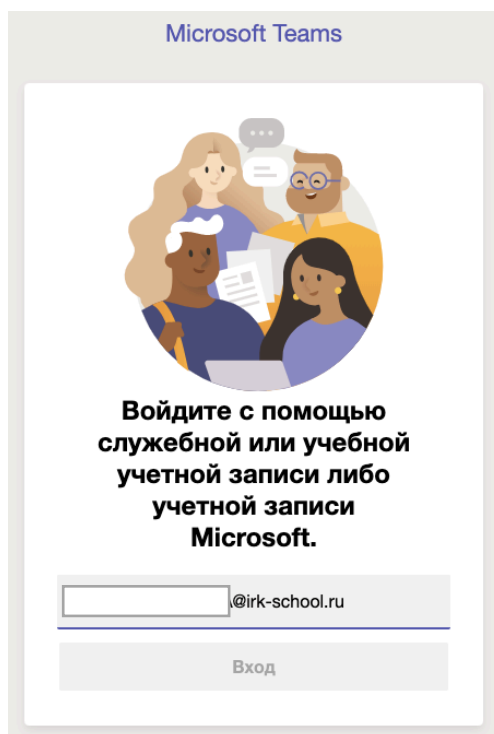 Microsoft Teams
Войдите с помощью
служебной или учебной
учетной записи либо
учетной записи
Microsoft.
@irk-school.ru
Вход